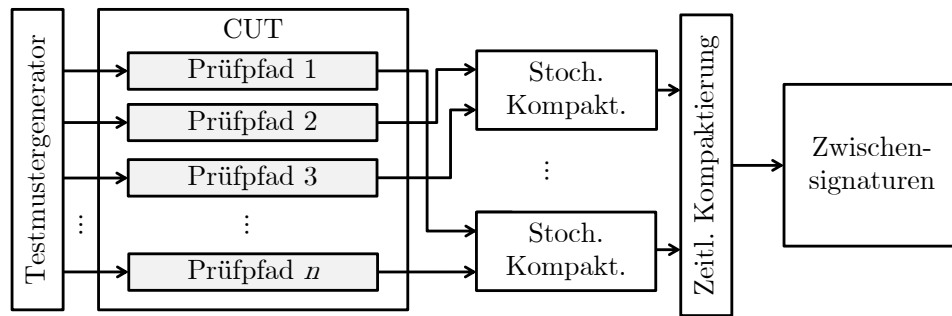 Testmustergenerator
CUT
Prüfpfad 1
Prüfpfad 2
Prüfpfad 3
⋮
⋮
Prüfpfad n
Stoch.
Kompakt.
⋮
Stoch.
Kompakt.
Zeitl. Kompaktierung
Zwischen-
signaturen